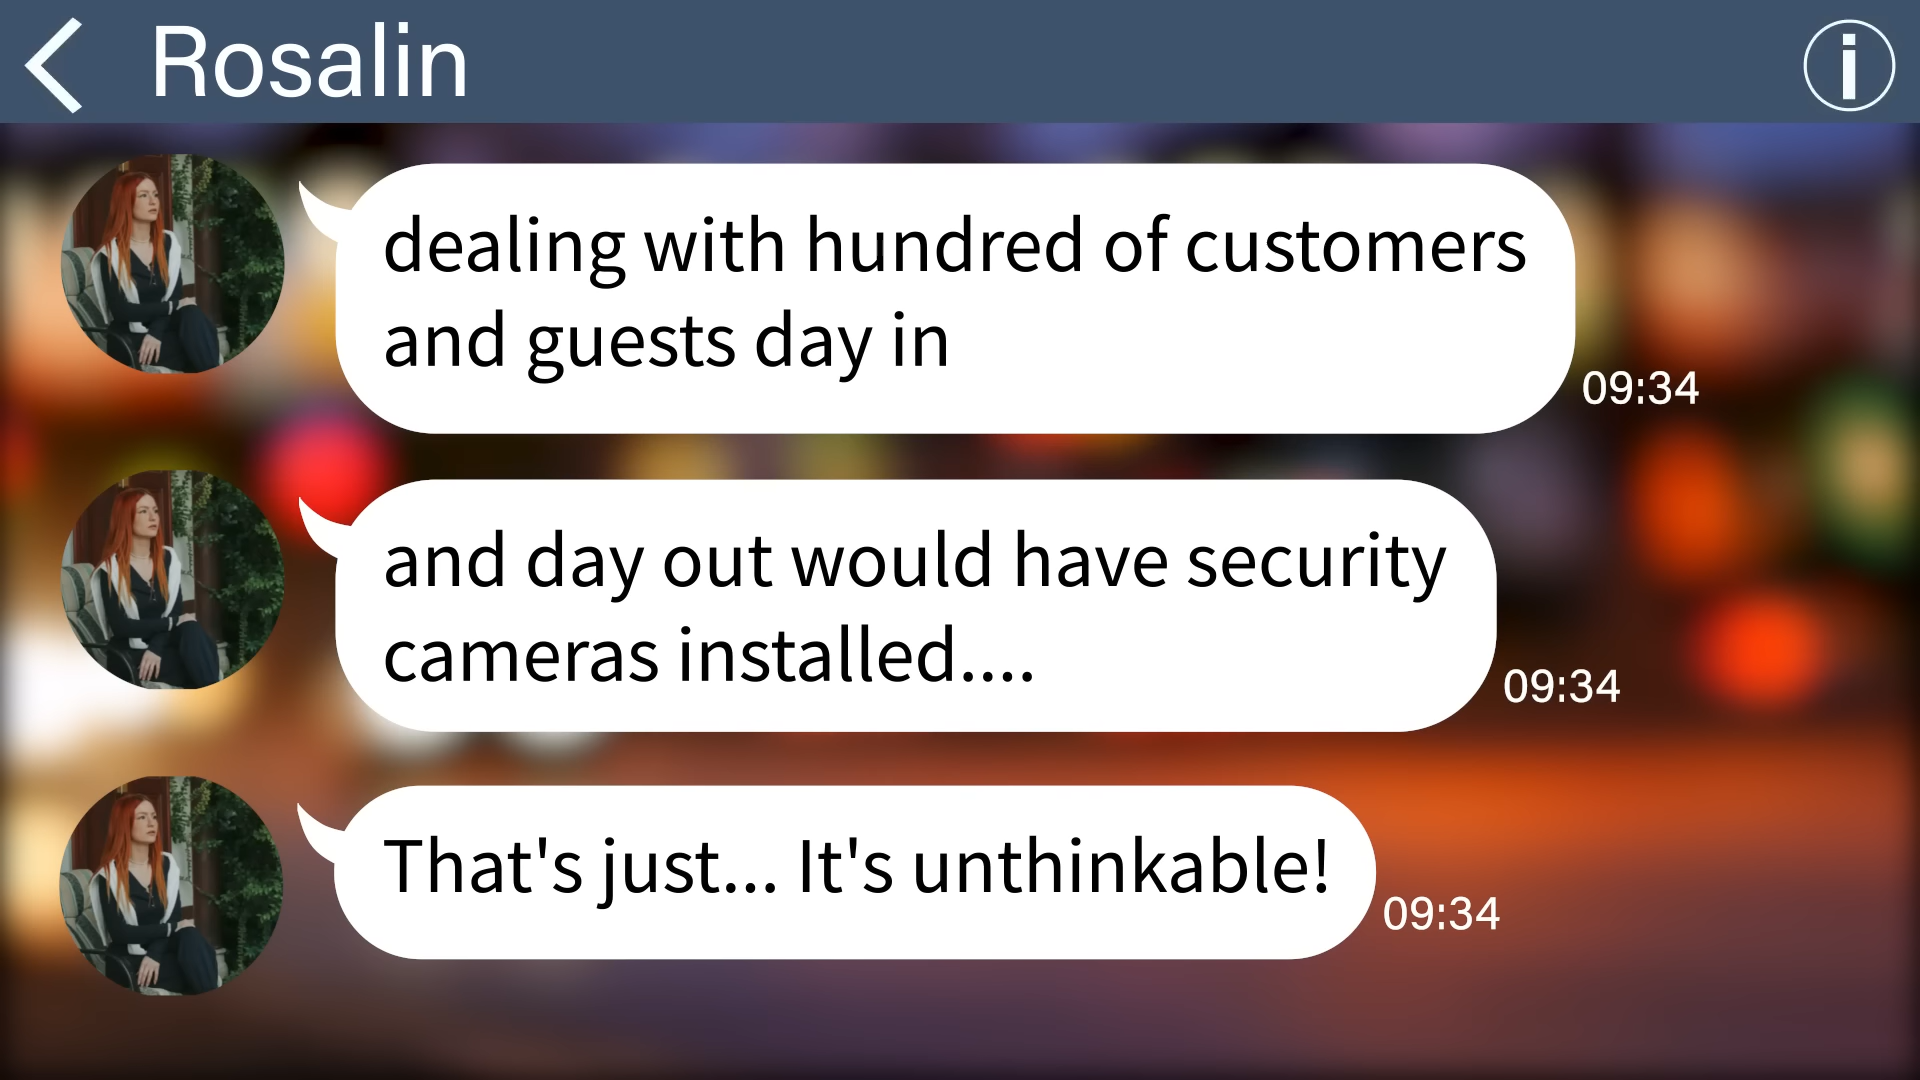 Rosalin
dealing with hundred of customers
and guests day in
09:34
and day out would have security
cameras installed....
09:34
That's just... It's unthinkable!
09:34